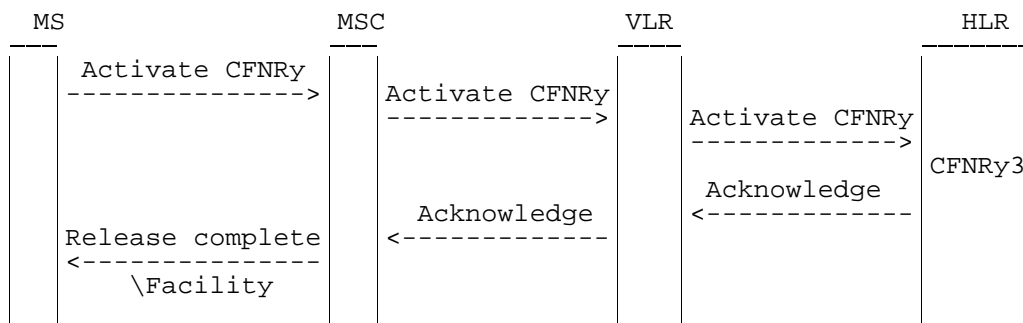 MS MSC VLR HLR
Activate CFNRy
Activate CFNRy
Activate CFNRy
CFNRy3
Acknowledge
Acknowledge
Release complete
\Facility